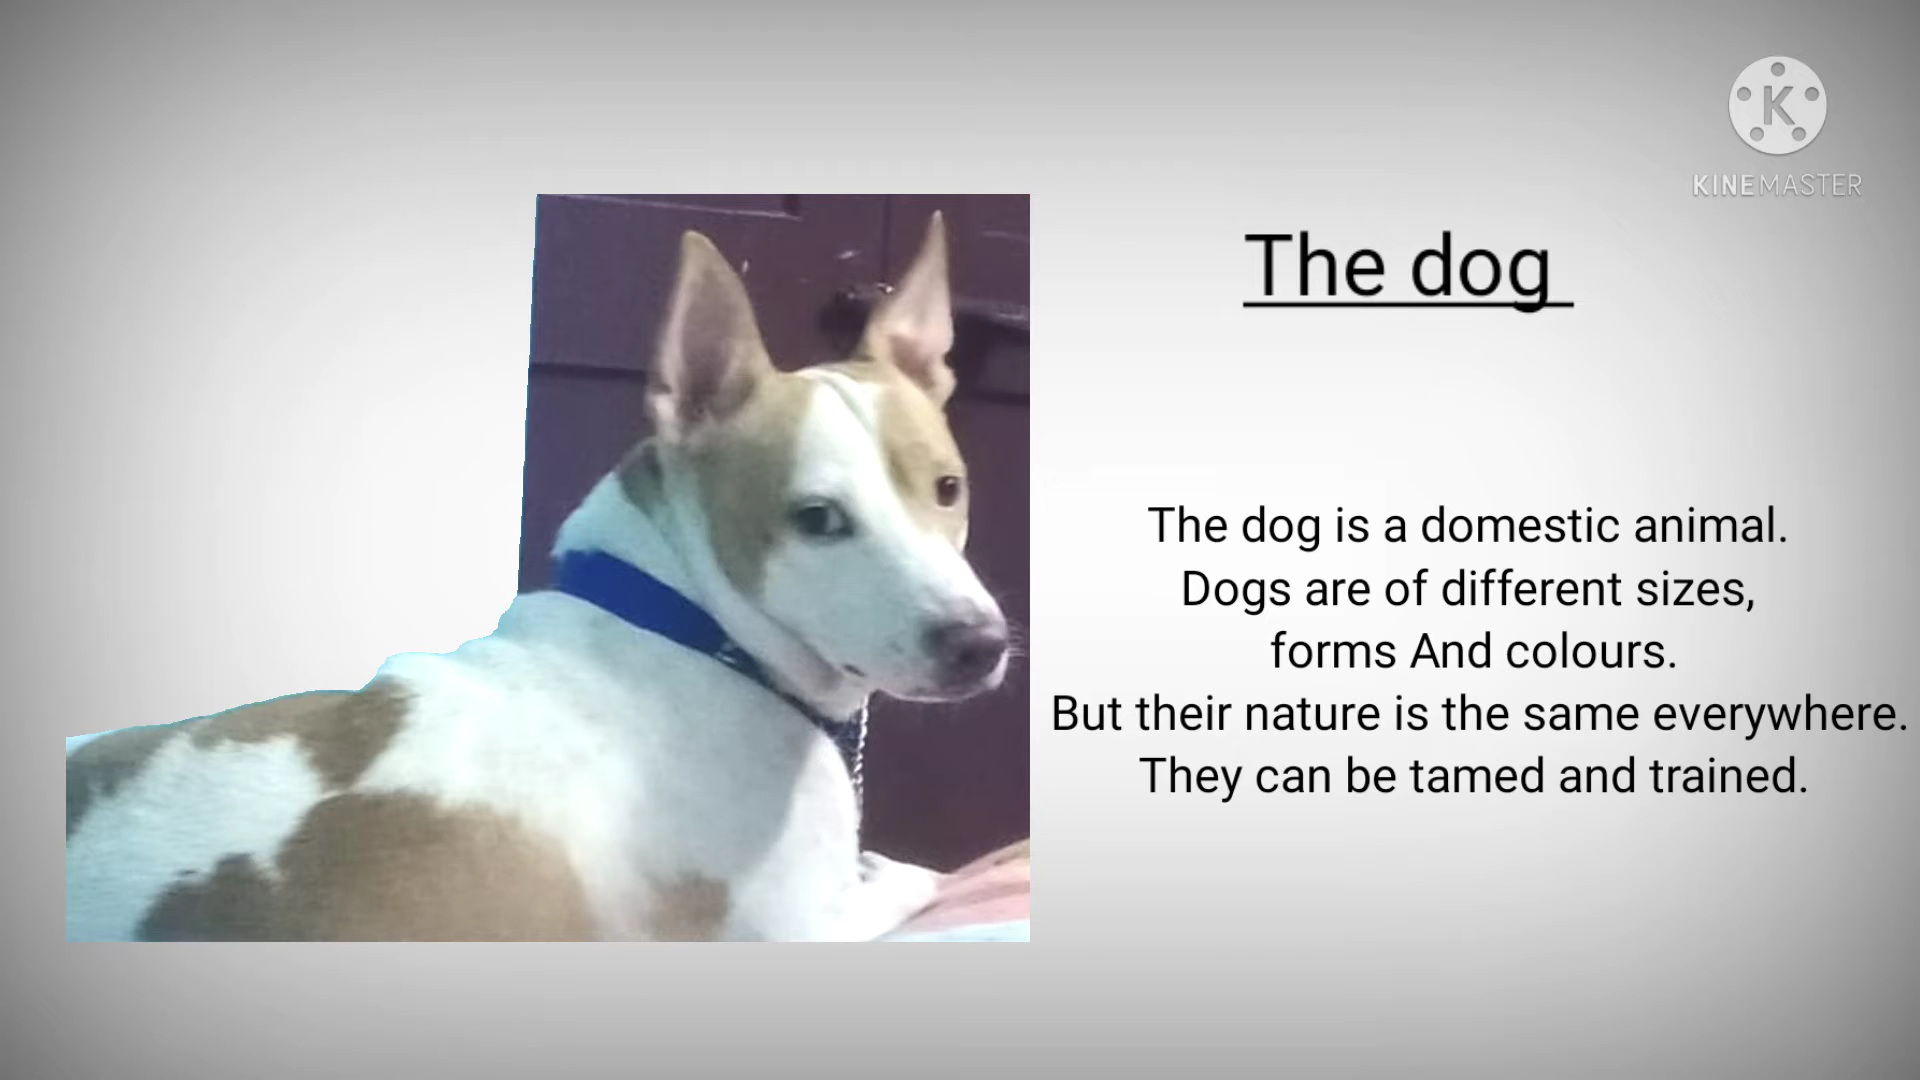 K
KINEMASTER
The dog
The dog is a domestic animal.
Dogs are of different sizes,
forms And colours.
But their nature is the same everywhere.
They can be tamed and trained.